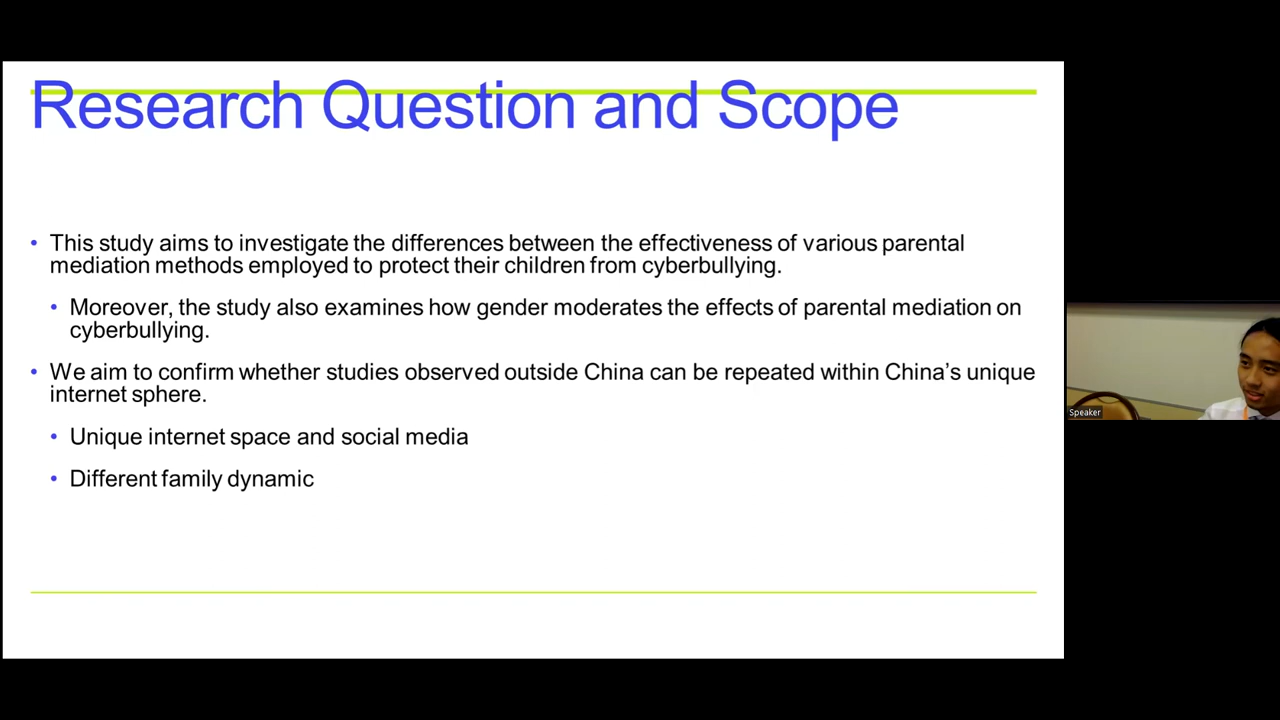 Research Question and Scope
• This study aims to investigate the differences between the effectiveness of various parental
mediation methods employed to protect their children from cyberbullying.
• Moreover, the study also examines how gender moderates the effects of parental mediation on
cyberbullying.
• We aim to confirm whether studies observed outside China can be repeated within China’s unique
internet sphere.
• Unique internet space and social media
• Different family dynamic
Speaker